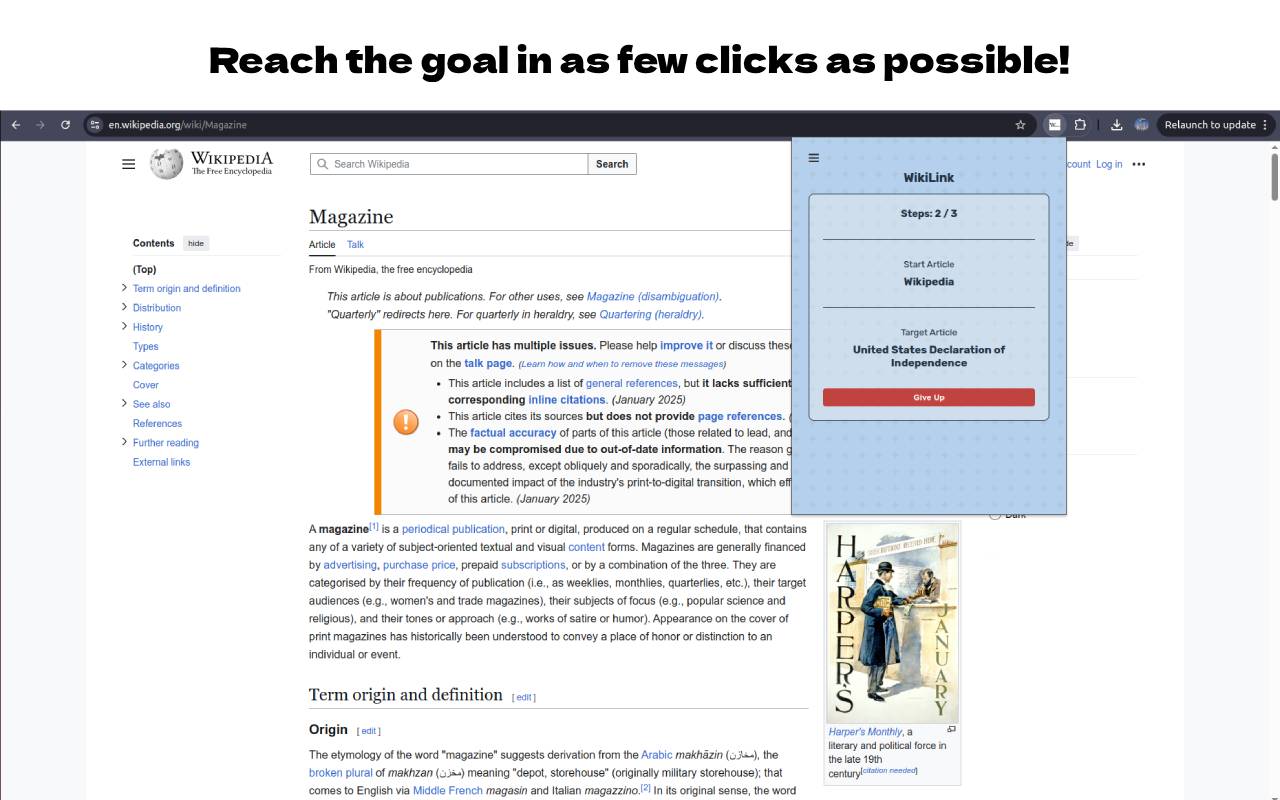 Reach the goal in as few clicks as possible!
en.wikipedia.org/wiki/Magazine
Relaunch to update
WIKIPEDIA
The Free Encyclopedia
Search Wikipedia
Search
count Log in
Contents hide
(Top)
Term origin and definition
Distribution
History
Types
Categories
Cover
See also
References
Further reading
External links
Magazine
Article Talk
From Wikipedia, the free encyclopedia
This article is about publications. For other uses, see Magazine (disambiguation).
"Quarterly" redirects here. For quarterly in heraldry, see Quartering (heraldry).
This article has multiple issues. Please help improve it or discuss these
on the talk page. (Learn how and when to remove these messages)
• This article includes a list of general references, but it lacks sufficient
corresponding inline citations. (January 2025)
• This article cites its sources but does not provide page references. (
• The factual accuracy of parts of this article (those related to lead, and
may be compromised due to out-of-date information. The reason g
fails to address, except obliquely and sporadically, the surpassing and
documented impact of the industry's print-to-digital transition, which eff
of this article. (January 2025)
WikiLink
Steps: 2 / 3
Start Article
Wikipedia
Target Article
United States Declaration of
Independence
Give Up
de
Dark
A magazine[1] is a periodical publication, print or digital, produced on a regular schedule, that contains
any of a variety of subject-oriented textual and visual content forms. Magazines are generally financed
by advertising, purchase price, prepaid subscriptions, or by a combination of the three. They are
categorised by their frequency of publication (i.e., as weeklies, monthlies, quarterlies, etc.), their target
audiences (e.g., women's and trade magazines), their subjects of focus (e.g., popular science and
religious), and their tones or approach (e.g., works of satire or humor). Appearance on the cover of
print magazines has historically been understood to convey a place of honor or distinction to an
individual or event.
Term origin and definition [ edit ]
Origin [ edit ]
The etymology of the word "magazine" suggests derivation from the Arabic makhāzin (مخازن), the
broken plural of makhzan (مخزن) meaning "depot, storehouse" (originally military storehouse); that
comes to English via Middle French magasin and Italian magazzino.[2] In its original sense, the word
HARPER'S
JANUARY
Harper's Monthly, a
literary and political force in
the late 19th
century[citation needed]